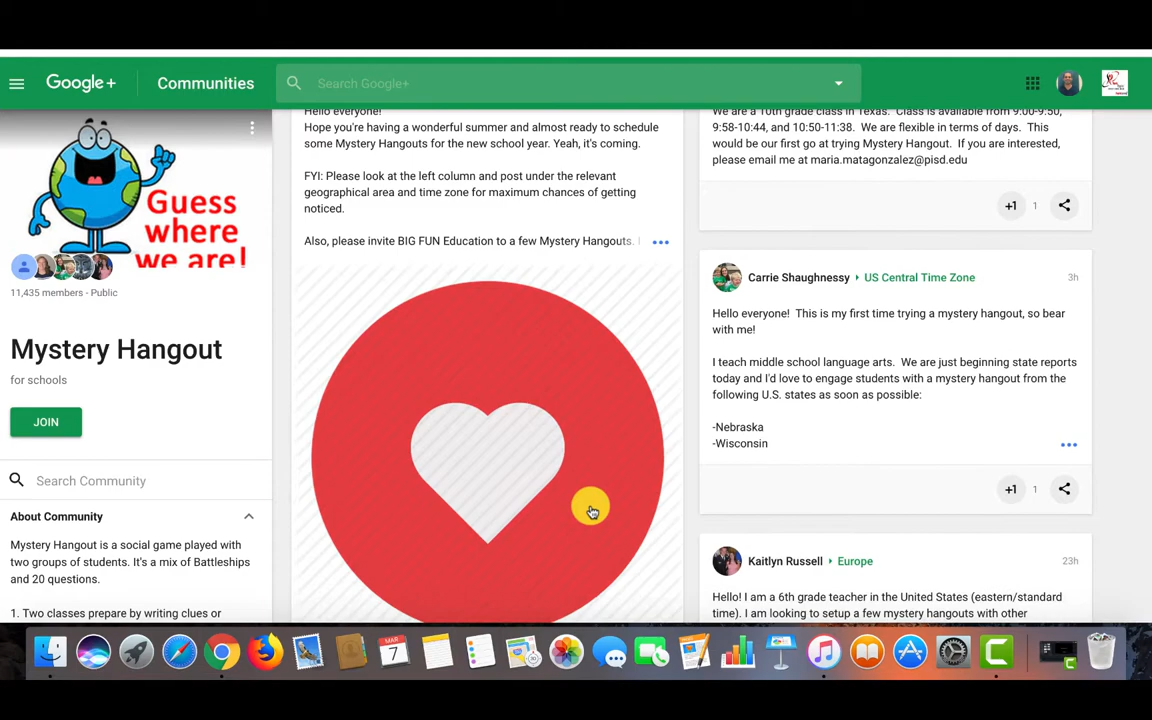 Google+
Communities
Search Google+
Guess
where
we are!
11,435 members - Public
Mystery Hangout
for schools
JOIN
Search Community
About Community
Mystery Hangout is a social game played with
two groups of students. It's a mix of Battleships
and 20 questions.
1. Two classes prepare by writing clues or
Hello everyone!
Hope you're having a wonderful summer and almost ready to schedule
some Mystery Hangouts for the new school year. Yeah, it's coming.
FYI: Please look at the left column and post under the relevant
geographical area and time zone for maximum chances of getting
noticed.
Also, please invite BIG FUN Education to a few Mystery Hangouts.
We are a 10th grade class in Texas. Class is available from 9:00-9:50,
9:58-10:44, and 10:50-11:38. We are flexible in terms of days. This
would be our first go at trying Mystery Hangout. If you are interested,
please email me at maria.matagonzalez@pisd.edu
+1 1
Carrie Shaughnessy US Central Time Zone 3h
Hello everyone! This is my first time trying a mystery hangout, so bear
with me!
I teach middle school language arts. We are just beginning state reports
today and I'd love to engage students with a mystery hangout from the
following U.S. states as soon as possible:
-Nebraska
-Wisconsin
+1 1
Kaitlyn Russell Europe 23h
Hello! I am a 6th grade teacher in the United States (eastern/standard
time). I am looking to setup a few mystery hangouts with other
MAR
7